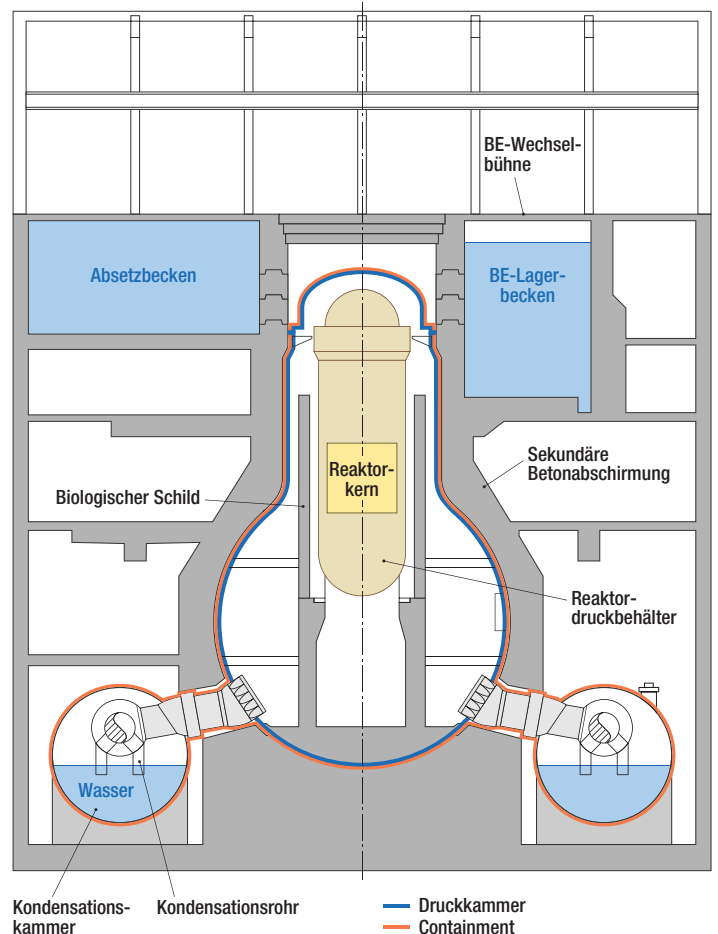 BE-Wechsel-
bühne
Absetzbecken
BE-Lager-
becken
Reaktor-
kern
Sekundäre
Betonabschirmung
Biologischer Schild
Reaktor-
druckbehälter
Wasser
Kondensations-
kammer
Kondensationsrohr
Druckkammer
Containment